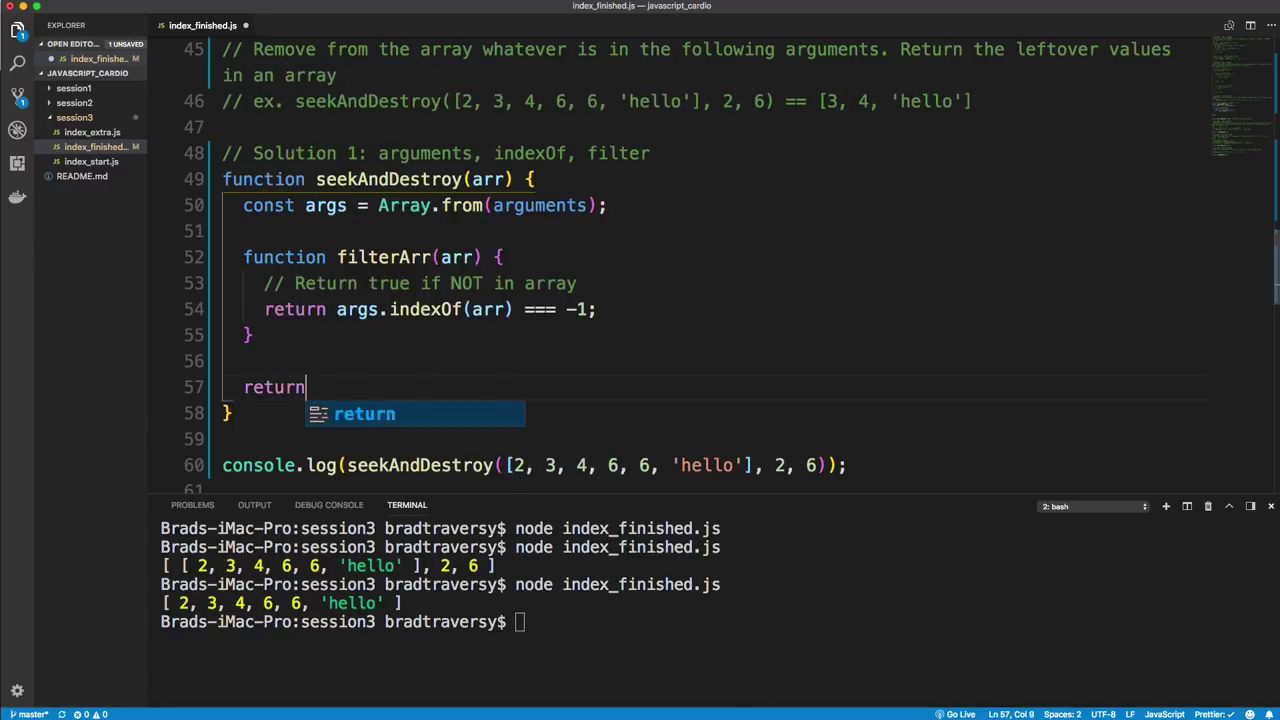 index_finished.js — javascript_cardio
EXPLORER
index_finished.js
OPEN EDITO... 1 UNSAVED
index_finishe... M
JAVASCRIPT_CARDIO
session1
session2
session3
index_extra.js
index_finished... M
index_start.js
README.md
45 // Remove from the array whatever is in the following arguments. Return the leftover values
in an array
46 // ex. seekAndDestroy([2, 3, 4, 6, 6, 'hello'], 2, 6) == [3, 4, 'hello']
47
48 // Solution 1: arguments, indexOf, filter
49 function seekAndDestroy(arr) {
50 const args = Array.from(arguments);
51
52 function filterArr(arr) {
53 // Return true if NOT in array
54 return args.indexOf(arr) === -1;
55 }
56
57 return
return
58 }
59
60 console.log(seekAndDestroy([2, 3, 4, 6, 6, 'hello'], 2, 6));
61
PROBLEMS OUTPUT DEBUG CONSOLE TERMINAL 2: bash
Brads-iMac-Pro:session3 bradtraversy$ node index_finished.js
Brads-iMac-Pro:session3 bradtraversy$ node index_finished.js
[ [ 2, 3, 4, 6, 6, 'hello' ], 2, 6 ]
Brads-iMac-Pro:session3 bradtraversy$ node index_finished.js
[ 2, 3, 4, 6, 6, 'hello' ]
Brads-iMac-Pro:session3 bradtraversy$
master* 0 0 Go Live Ln 57, Col 9 Spaces: 2 UTF-8 LF JavaScript Prettier: ✓